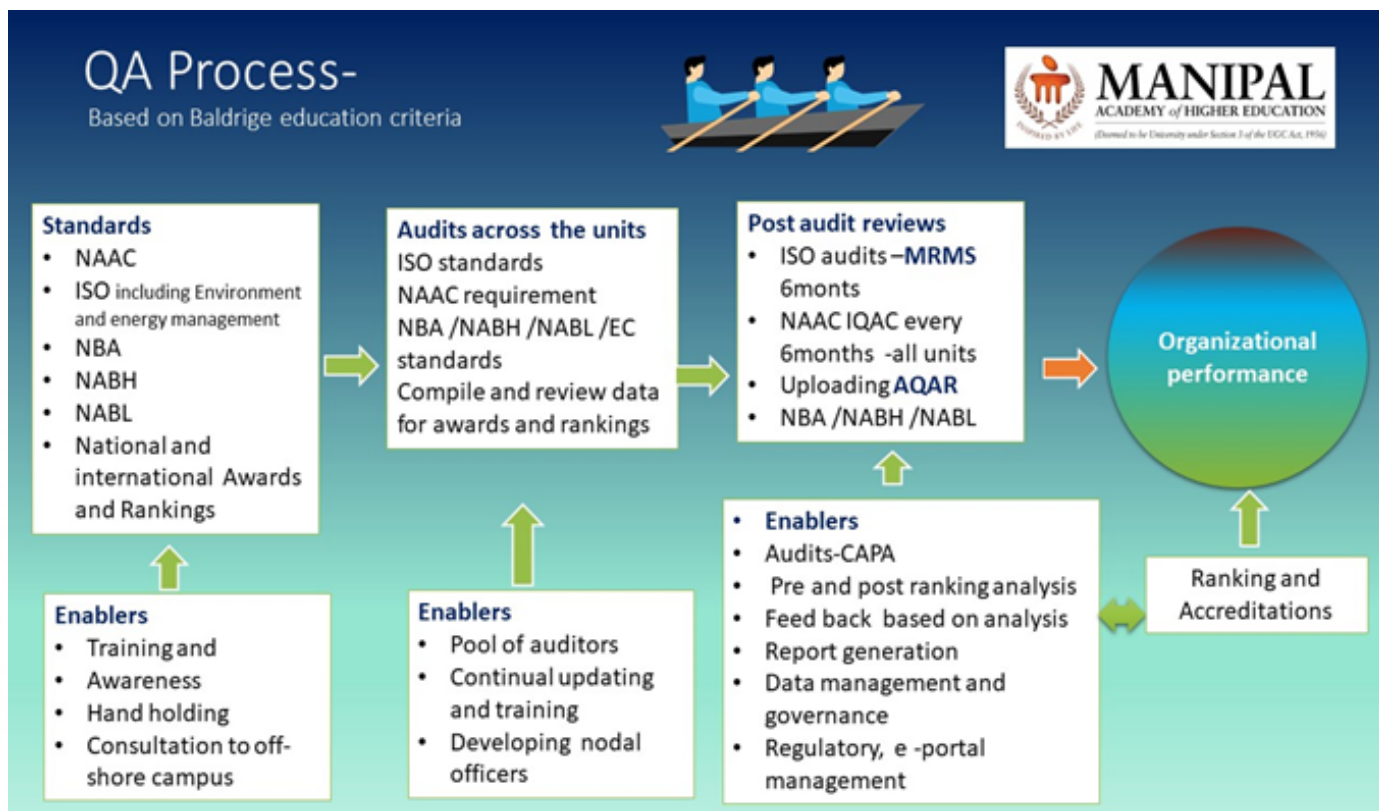 QA Process-
Based on Baldrige education criteria
MANIPAL
ACADEMY of HIGHER EDUCATION
(Deemed to be University under Section 3 of the UGC Act, 1956)
INSPIRED BY LIFE
Standards
• NAAC
• ISO including Environment
and energy management
• NBA
• NABH
• NABL
• National and
international Awards
and Rankings
Audits across the units
ISO standards
NAAC requirement
NBA /NABH /NABL /EC
standards
Compile and review data
for awards and rankings
Post audit reviews
• ISO audits –MRMS
6monts
• NAAC IQAC every
6months -all units
• Uploading AQAR
• NBA /NABH /NABL
Organizational
performance
Enablers
• Training and
• Awareness
• Hand holding
• Consultation to off-
shore campus
Enablers
• Pool of auditors
• Continual updating
and training
• Developing nodal
officers
• Enablers
• Audits-CAPA
• Pre and post ranking analysis
• Feed back based on analysis
• Report generation
• Data management and
governance
• Regulatory, e -portal
management
Ranking and
Accreditations